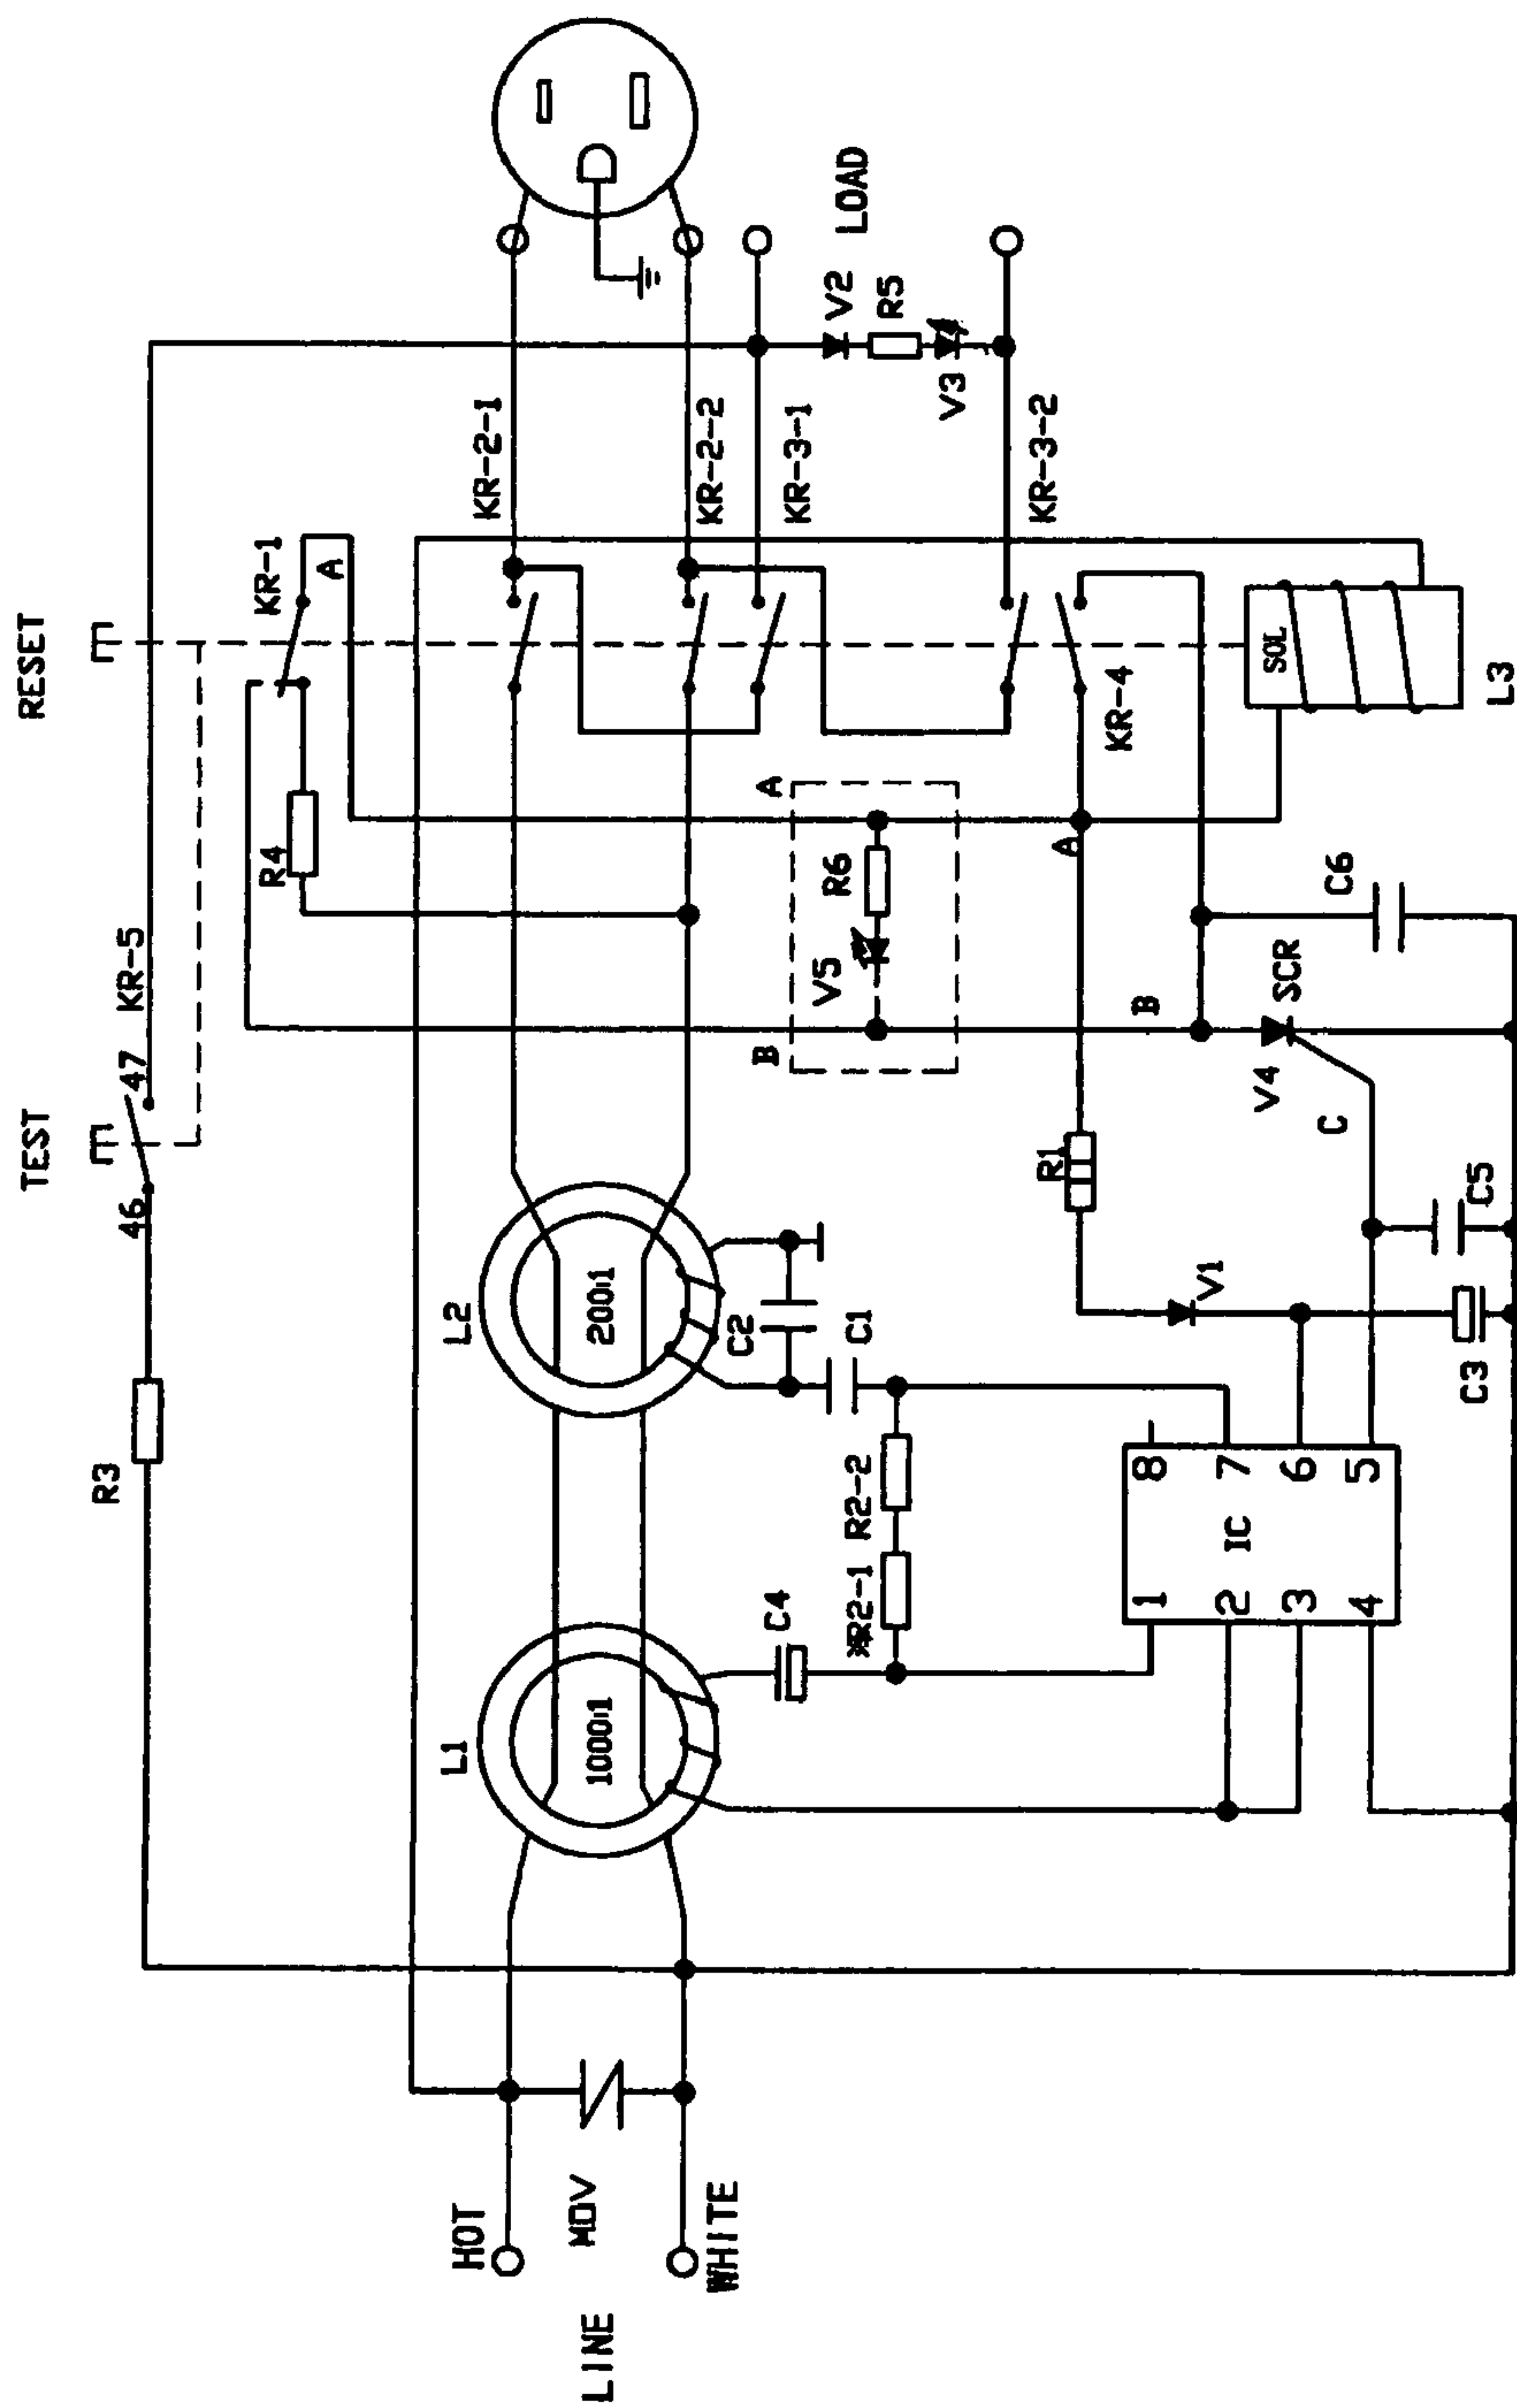 RESET
TEST
KR-1
A
R4
KR-5
47
46
R3
KR-2-1
KR-2-2
KR-3-1
KR-3-2
LOAD
V2
R5
V3
KR-4
SOL
L3
A
R6
V5
B
A
B
C6
SCR
V4
C
R1
V1
C5
C3
L2
200:1
C2
C1
L1
1000:1
C4
*R2-1
R2-2
IC
8
7
6
5
1
2
3
4
HOT
MOV
WHITE
LINE